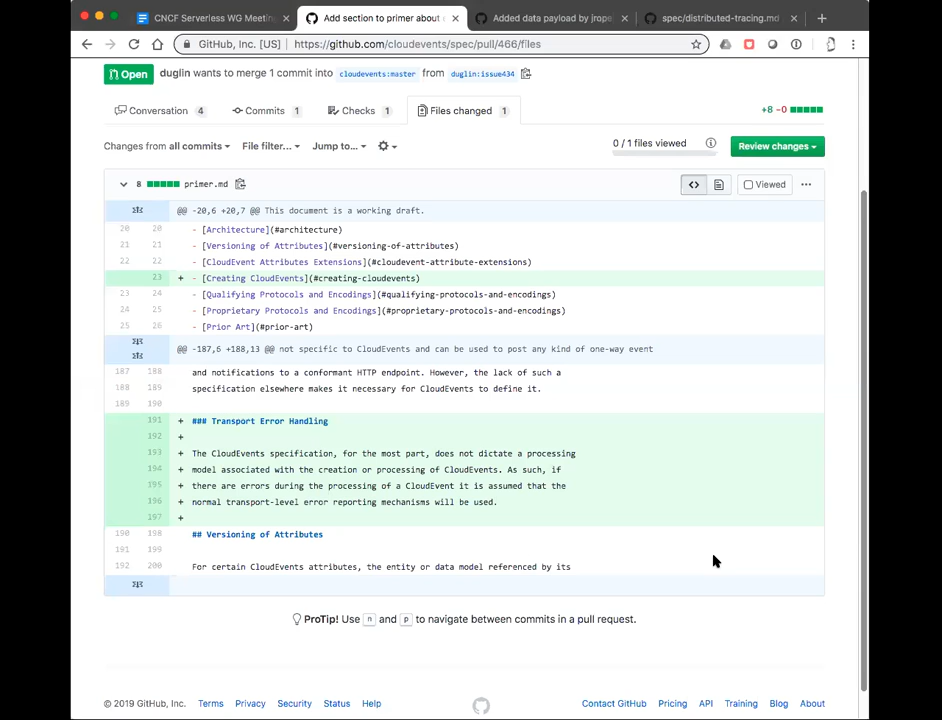 CNCF Serverless WG Meetin
Add section to primer about
Added data payload by jrope
spec/distributed-tracing.md
GitHub, Inc. [US] | https://github.com/cloudevents/spec/pull/466/files
Open duglin wants to merge 1 commit into cloudevents:master from duglin:issue434
Conversation 4 Commits 1 Checks 1 Files changed 1 +8 -0
Changes from all commits File filter... Jump to... 0 / 1 files viewed Review changes
8 primer.md Viewed
@@ -20,6 +20,7 @@ This document is a working draft.
20 20 - [Architecture](#architecture)
21 21 - [Versioning of Attributes](#versioning-of-attributes)
22 22 - [CloudEvent Attributes Extensions](#cloudevent-attribute-extensions)
23 + - [Creating CloudEvents](#creating-cloudevents)
23 24 - [Qualifying Protocols and Encodings](#qualifying-protocols-and-encodings)
24 25 - [Proprietary Protocols and Encodings](#proprietary-protocols-and-encodings)
25 26 - [Prior Art](#prior-art)
@@ -187,6 +188,13 @@ not specific to CloudEvents and can be used to post any kind of one-way event
187 188 and notifications to a conformant HTTP endpoint. However, the lack of such a
188 189 specification elsewhere makes it necessary for CloudEvents to define it.
189 190
191 + ### Transport Error Handling
192 +
193 + The CloudEvents specification, for the most part, does not dictate a processing
194 + model associated with the creation or processing of CloudEvents. As such, if
195 + there are errors during the processing of a CloudEvent it is assumed that the
196 + normal transport-level error reporting mechanisms will be used.
197 +
190 198 ## Versioning of Attributes
191 199
192 200 For certain CloudEvents attributes, the entity or data model referenced by its
ProTip! Use n and p to navigate between commits in a pull request.
© 2019 GitHub, Inc. Terms Privacy Security Status Help Contact GitHub Pricing API Training Blog About